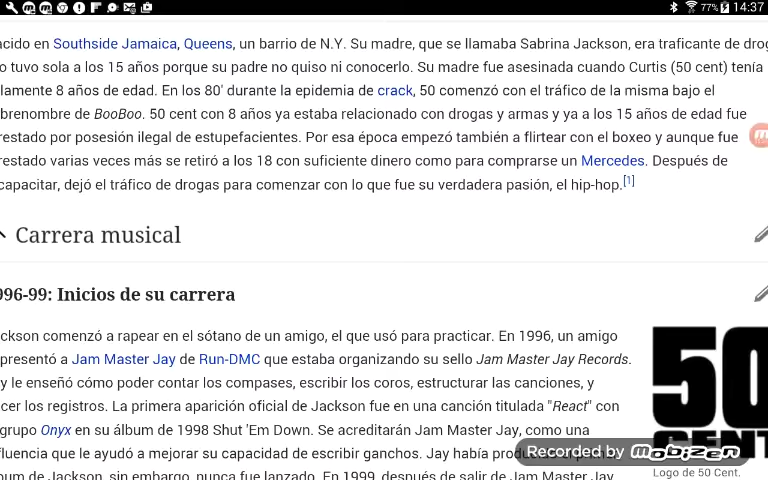 77% 14:37
acido en Southside Jamaica, Queens, un barrio de N.Y. Su madre, que se llamaba Sabrina Jackson, era traficante de drog
o tuvo sola a los 15 años porque su padre no quiso ni conocerlo. Su madre fue asesinada cuando Curtis (50 cent) tenía
lamente 8 años de edad. En los 80' durante la epidemia de crack, 50 comenzó con el tráfico de la misma bajo el
brenombre de BooBoo. 50 cent con 8 años ya estaba relacionado con drogas y armas y ya a los 15 años de edad fue
restado por posesión ilegal de estupefacientes. Por esa época empezó también a flirtear con el boxeo y aunque fue
restado varias veces más se retiró a los 18 con suficiente dinero como para comprarse un Mercedes. Después de
capacitar, dejó el tráfico de drogas para comenzar con lo que fue su verdadera pasión, el hip-hop.[1]
Carrera musical
996-99: Inicios de su carrera
ckson comenzó a rapear en el sótano de un amigo, el que usó para practicar. En 1996, un amigo
presentó a Jam Master Jay de Run-DMC que estaba organizando su sello Jam Master Jay Records.
y le enseñó cómo poder contar los compases, escribir los coros, estructurar las canciones, y
cer los registros. La primera aparición oficial de Jackson fue en una canción titulada "React" con
grupo Onyx en su álbum de 1998 Shut 'Em Down. Se acreditarán Jam Master Jay, como una
fluencia que le ayudó a mejorar su capacidad de escribir ganchos. Jay había producido el primer
bum de Jackson, sin embargo, nunca fue lanzado. En 1999, después de salir de Jam Master Jay
50
CENT
Logo de 50 Cent.
Recorded by mobizen